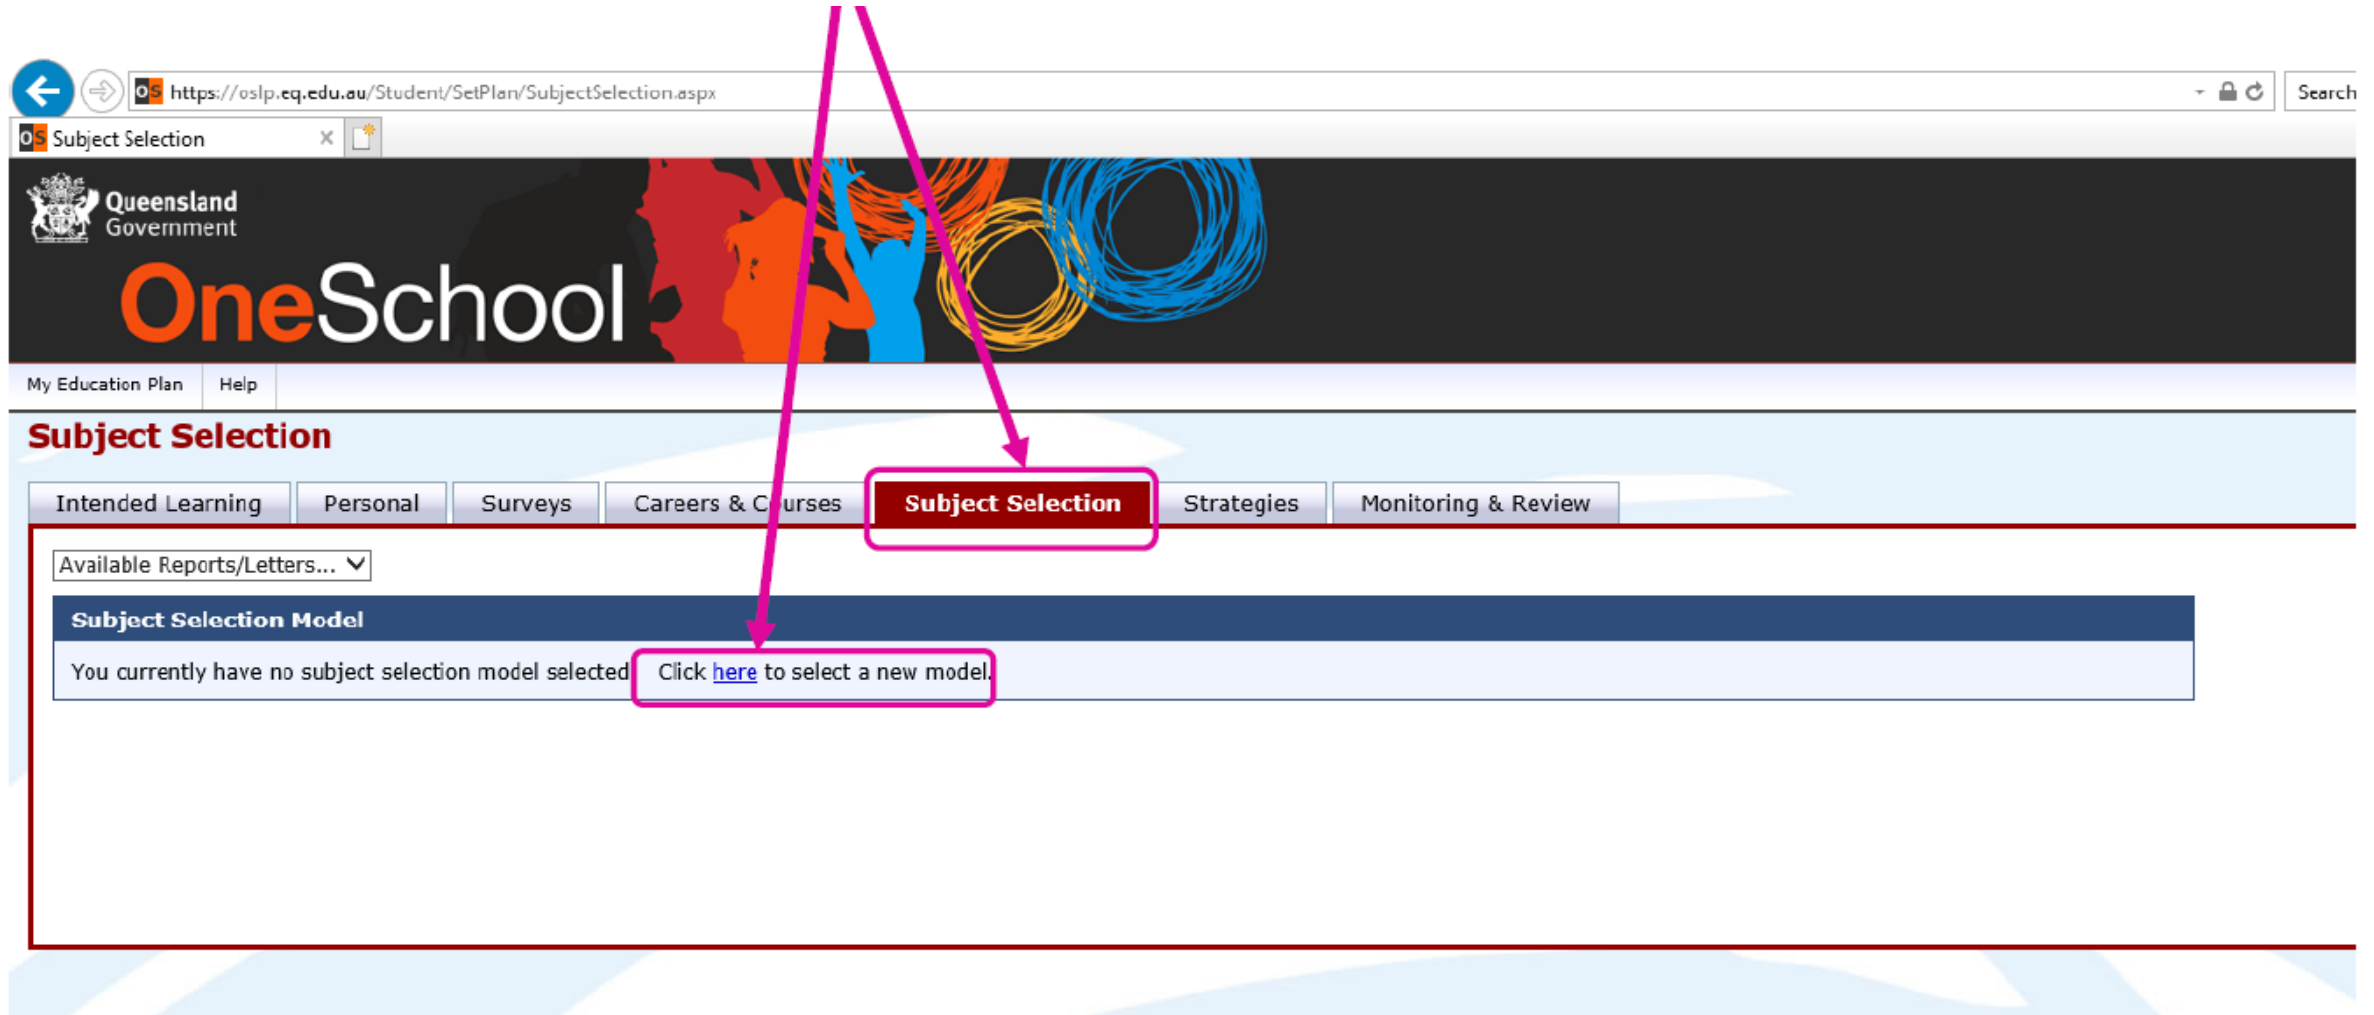 OS https://oslp.eq.edu.au/Student/SetPlan/SubjectSelection.aspx Search
OS Subject Selection
Queensland
Government
OneSchool
My Education Plan Help
Subject Selection
Intended Learning Personal Surveys Careers & Courses Subject Selection Strategies Monitoring & Review
Available Reports/Letters...
Subject Selection Model
You currently have no subject selection model selected Click here to select a new model.